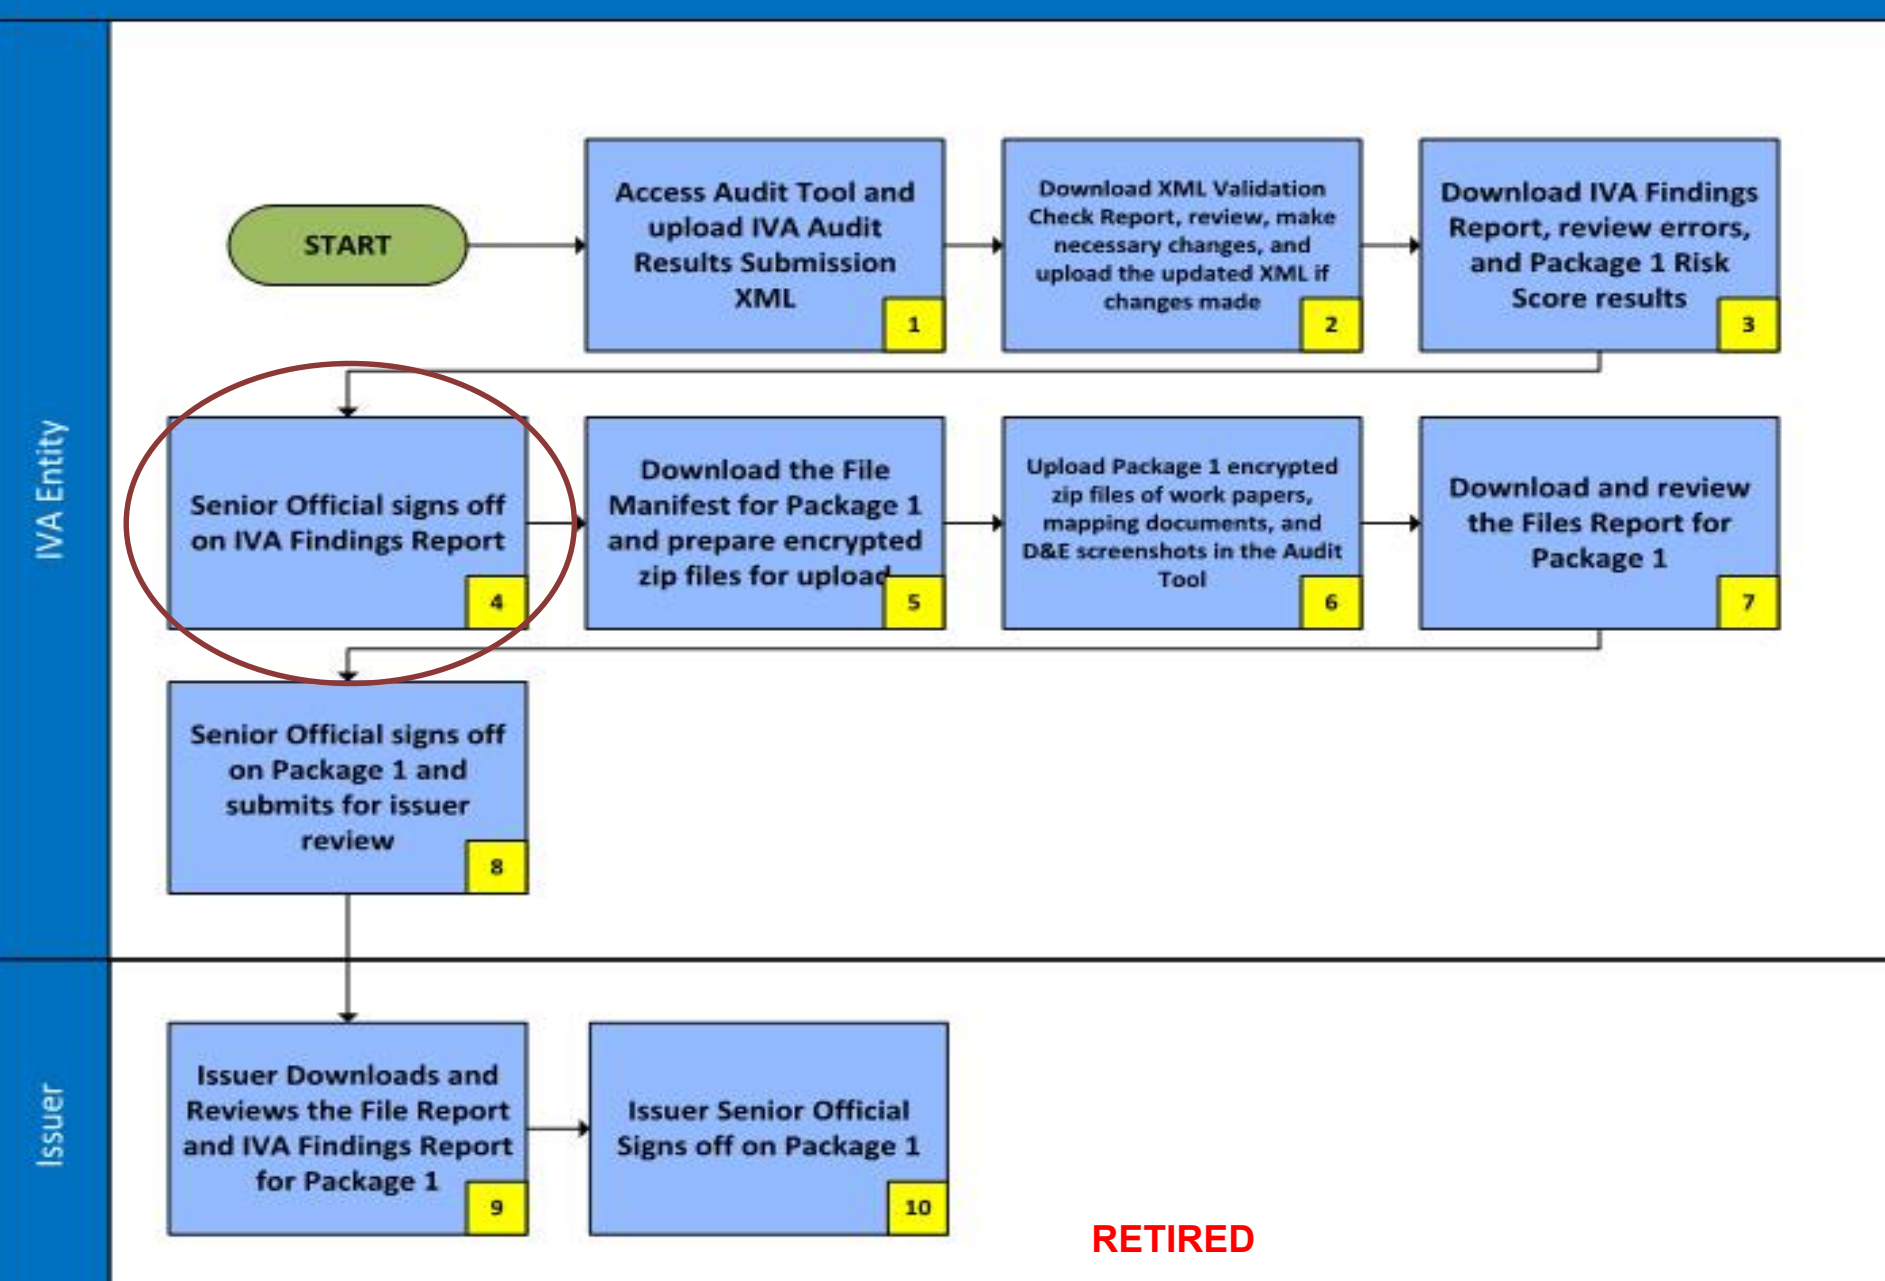 IVA Entity
START
Access Audit Tool and
upload IVA Audit
Results Submission
XML
1
Download XML Validation
Check Report, review, make
necessary changes, and
upload the updated XML if
changes made
2
Download IVA Findings
Report, review errors,
and Package 1 Risk
Score results
3
Senior Official signs off
on IVA Findings Report
4
Download the File
Manifest for Package 1
and prepare encrypted
zip files for upload
5
Upload Package 1 encrypted
zip files of work papers,
mapping documents, and
D&E screenshots in the Audit
Tool
6
Download and review
the Files Report for
Package 1
7
Senior Official signs off
on Package 1 and
submits for issuer
review
8
Issuer
Issuer Downloads and
Reviews the File Report
and IVA Findings Report
for Package 1
9
Issuer Senior Official
Signs off on Package 1
10
RETIRED